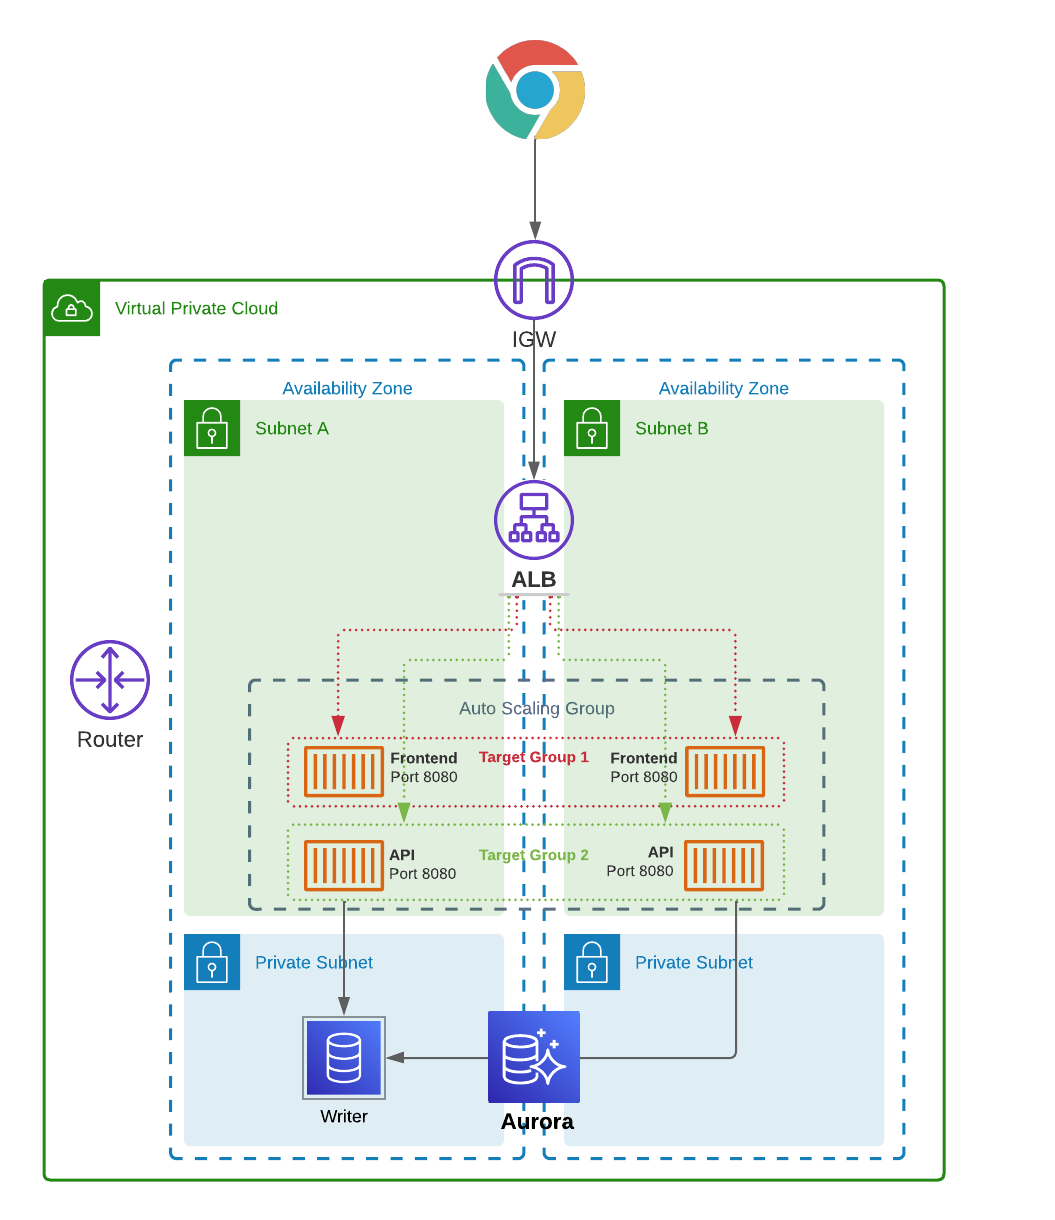 IGW
Virtual Private Cloud
Availability Zone
Availability Zone
Subnet A
Subnet B
ALB
Router
Auto Scaling Group
Frontend
Port 8080
Target Group 1
Frontend
Port 8080
API
Port 8080
Target Group 2
API
Port 8080
Private Subnet
Private Subnet
Writer
Aurora